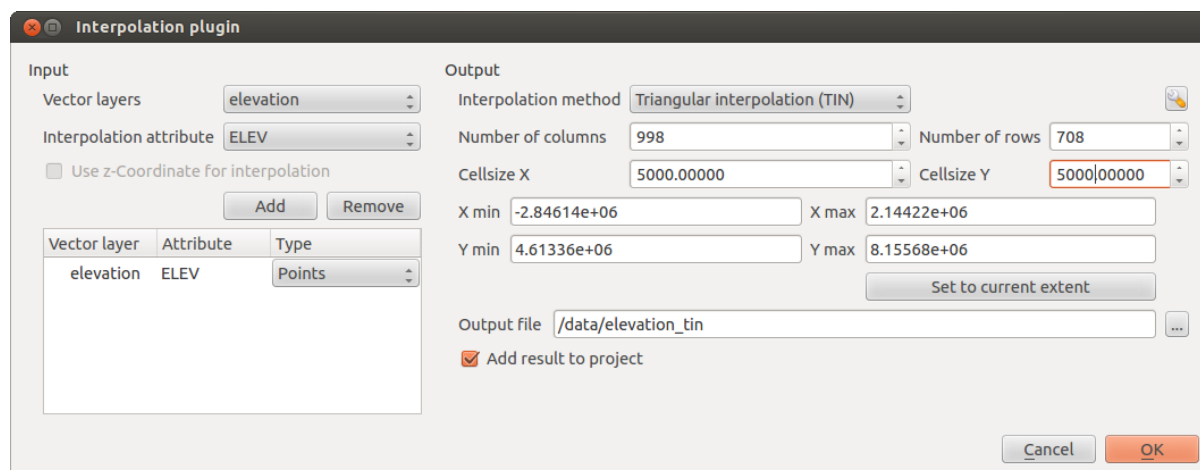 Interpolation plugin
Input
Vector layers elevation
Interpolation attribute ELEV
Use z-Coordinate for interpolation
Add Remove
Vector layer Attribute Type
elevation ELEV Points
Output
Interpolation method Triangular interpolation (TIN)
Number of columns 998 Number of rows 708
Cellsize X 5000.00000 Cellsize Y 5000.00000
X min -2.84614e+06 X max 2.14422e+06
Y min 4.61336e+06 Y max 8.15568e+06
Set to current extent
Output file /data/elevation_tin ...
Add result to project
Cancel OK